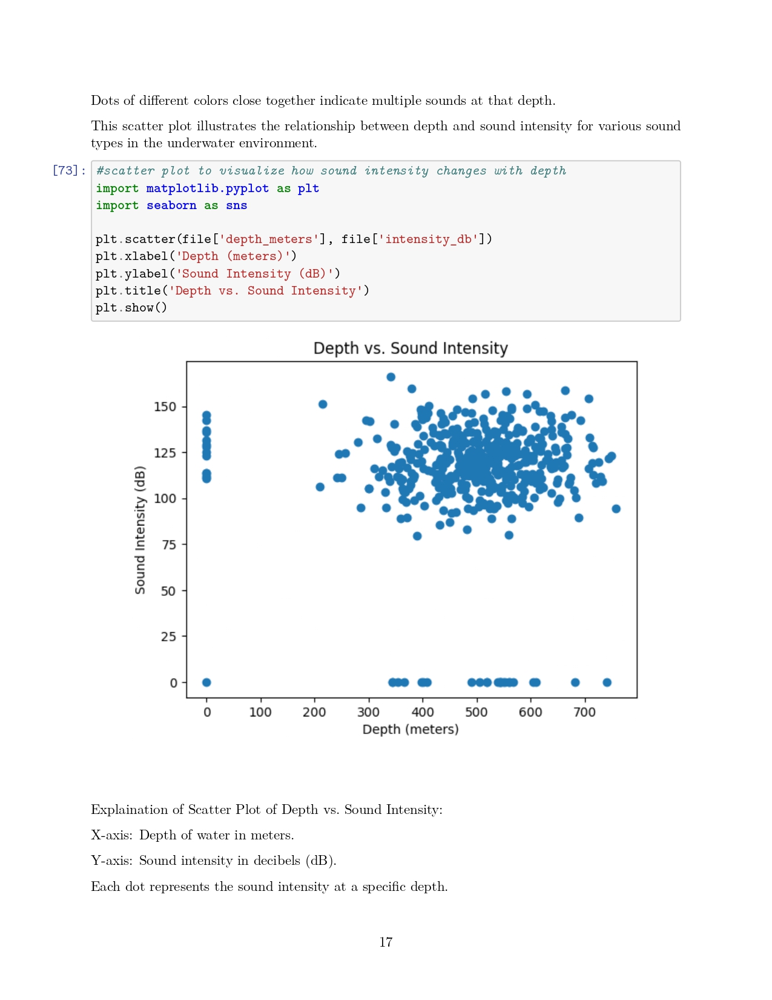 Dots of different colors close together indicate multiple sounds at that depth.
This scatter plot illustrates the relationship between depth and sound intensity for various sound
types in the underwater environment.
[73]: #scatter plot to visualize how sound intensity changes with depth
import matplotlib.pyplot as plt
import seaborn as sns
plt.scatter(file['depth_meters'], file['intensity_db'])
plt.xlabel('Depth (meters)')
plt.ylabel('Sound Intensity (dB)')
plt.title('Depth vs. Sound Intensity')
plt.show()
Depth vs. Sound Intensity
Sound Intensity (dB)
150
125
100
75
50
25
0
0 100 200 300 400 500 600 700
Depth (meters)
Explaination of Scatter Plot of Depth vs. Sound Intensity:
X-axis: Depth of water in meters.
Y-axis: Sound intensity in decibels (dB).
Each dot represents the sound intensity at a specific depth.
17